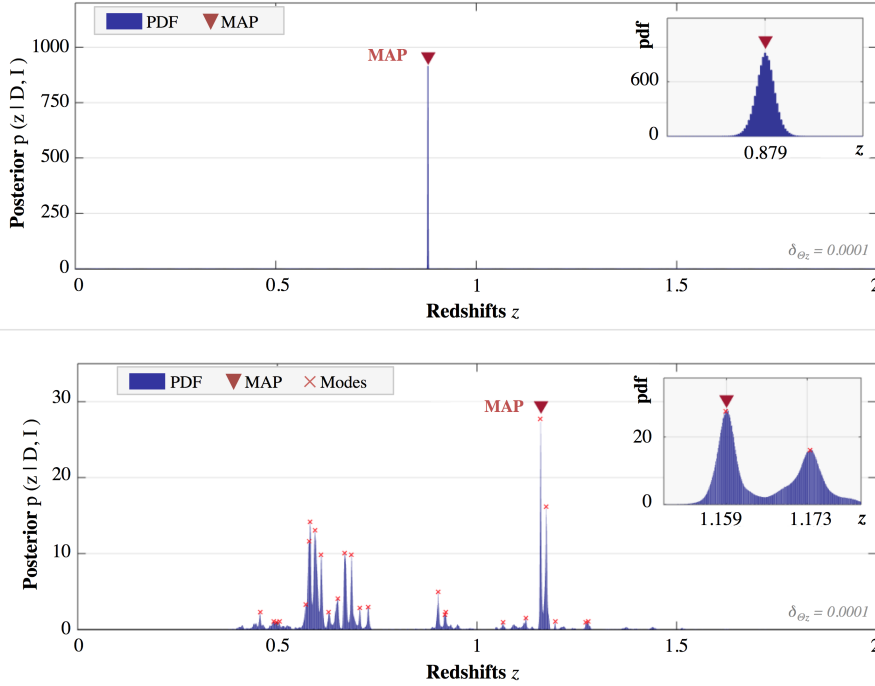 PDF MAP
MAP
Posterior p (z | D, I )
1000
750
500
250
0
0 0.5 1 1.5 2
Redshifts z
pdf
600
0
0.879 z
δΘz = 0.0001
PDF MAP Modes
MAP
Posterior p (z | D, I )
30
20
10
0
0 0.5 1 1.5 2
Redshifts z
pdf
20
0
1.159 1.173 z
δΘz = 0.0001